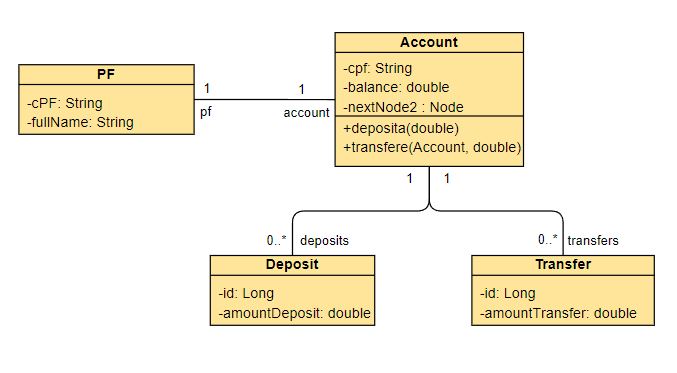 PF
-cPF: String
-fullName: String
1
pf
1
account
Account
-cpf: String
-balance: double
-nextNode2 : Node
+deposita(double)
+transfere(Account, double)
1
1
0..*
deposits
0..*
transfers
Deposit
-id: Long
-amountDeposit: double
Transfer
-id: Long
-amountTransfer: double